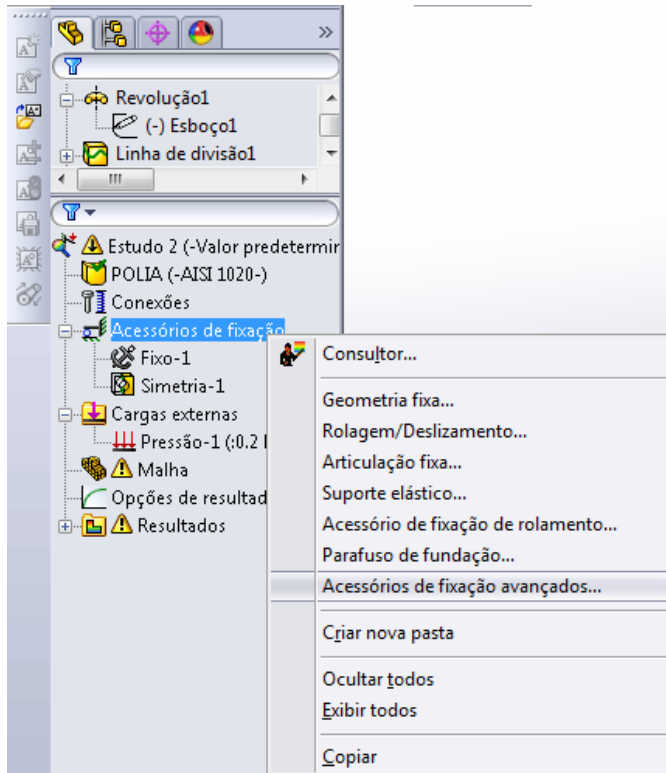 Revolução1
(-) Esboço1
Linha de divisão1
Estudo 2 (-Valor predetermir
POLIA (-AISI 1020-)
Conexões
Acessórios de fixação
Fixo-1
Simetria-1
Cargas externas
Pressão-1 (:0.2
Malha
Opções de resultad
Resultados
Consultor...
Geometria fixa...
Rolagem/Deslizamento...
Articulação fixa...
Suporte elástico...
Acessório de fixação de rolamento...
Parafuso de fundação...
Acessórios de fixação avançados...
Criar nova pasta
Ocultar todos
Exibir todos
Copiar